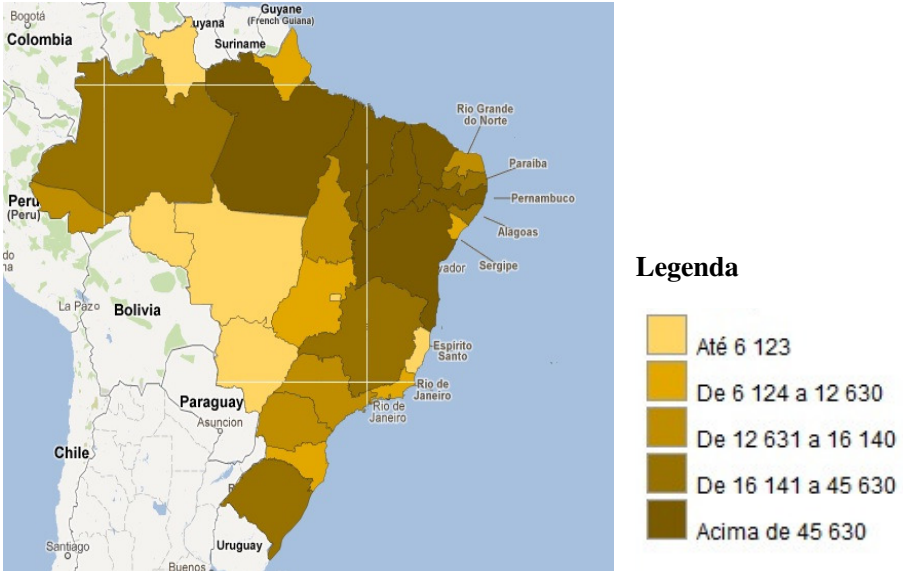 Bogotá
Guyane
(French Guiana)
uyana
Colombia
Suriname
Rio Grande
do Norte
Paraíba
Peru
(Peru)
Pernambuco
Alagoas
do
na
vador
Sergipe
La Paz
Bolivia
Espírito
Santo
Rio de
Janeiro
Paraguay
Rio de
Janeiro
Asuncion
Chile
Santiago
Uruguay
Buenos
Legenda
Até 6 123
De 6 124 a 12 630
De 12 631 a 16 140
De 16 141 a 45 630
Acima de 45 630